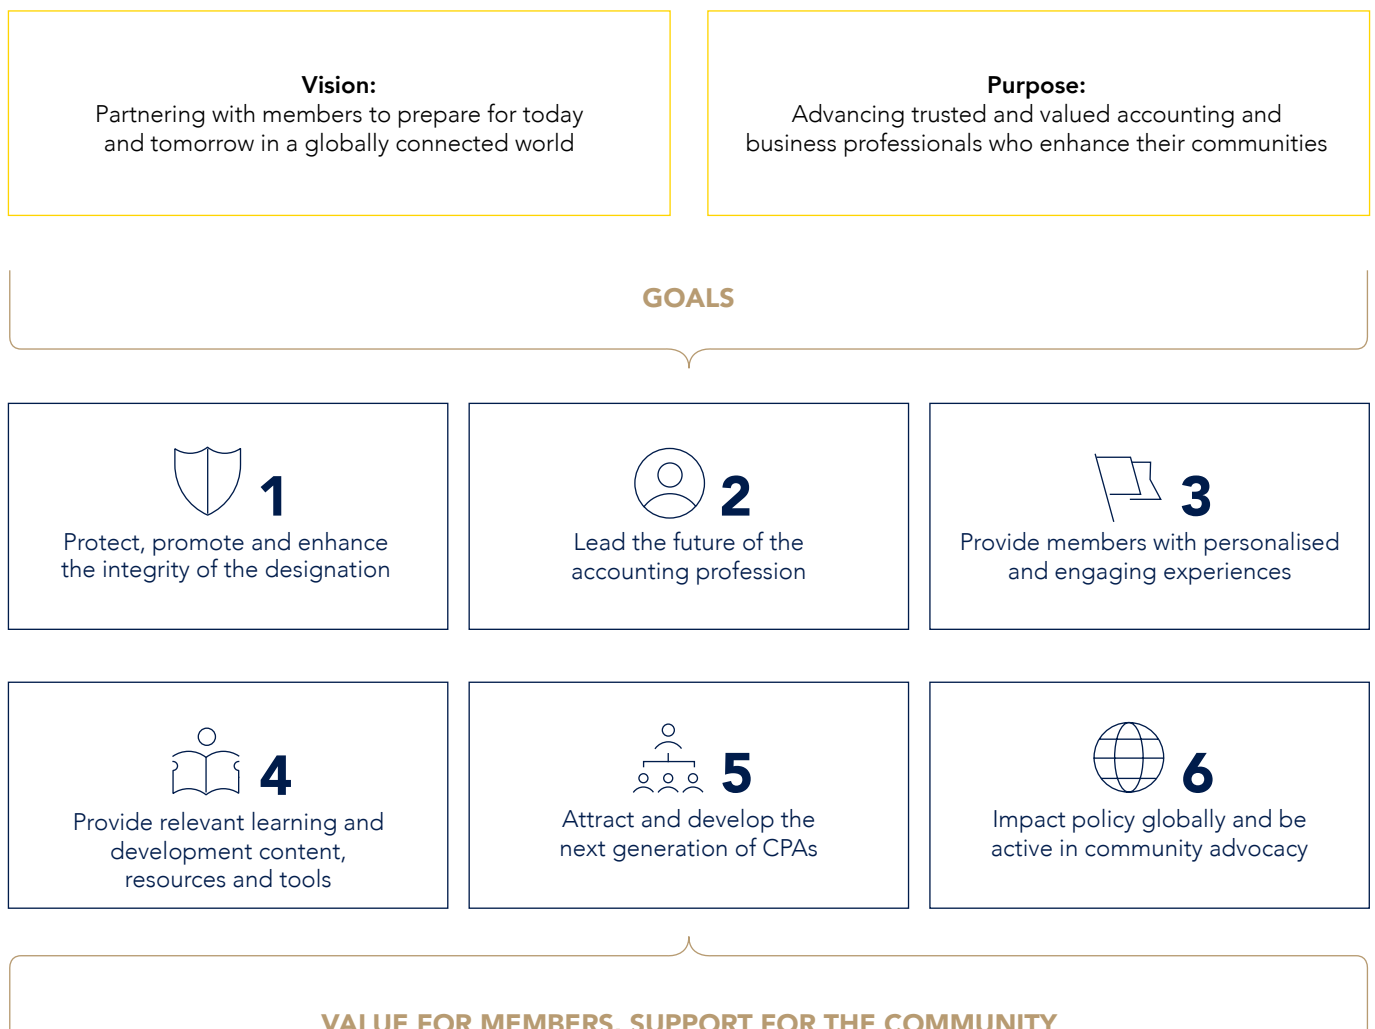 Vision:
Partnering with members to prepare for today
and tomorrow in a globally connected world
Purpose:
Advancing trusted and valued accounting and
business professionals who enhance their communities
GOALS
1
Protect, promote and enhance
the integrity of the designation
2
Lead the future of the
accounting profession
3
Provide members with personalised
and engaging experiences
4
Provide relevant learning and
development content,
resources and tools
5
Attract and develop the
next generation of CPAs
6
Impact policy globally and be
active in community advocacy
VALUE FOR MEMBERS, SUPPORT FOR THE COMMUNITY